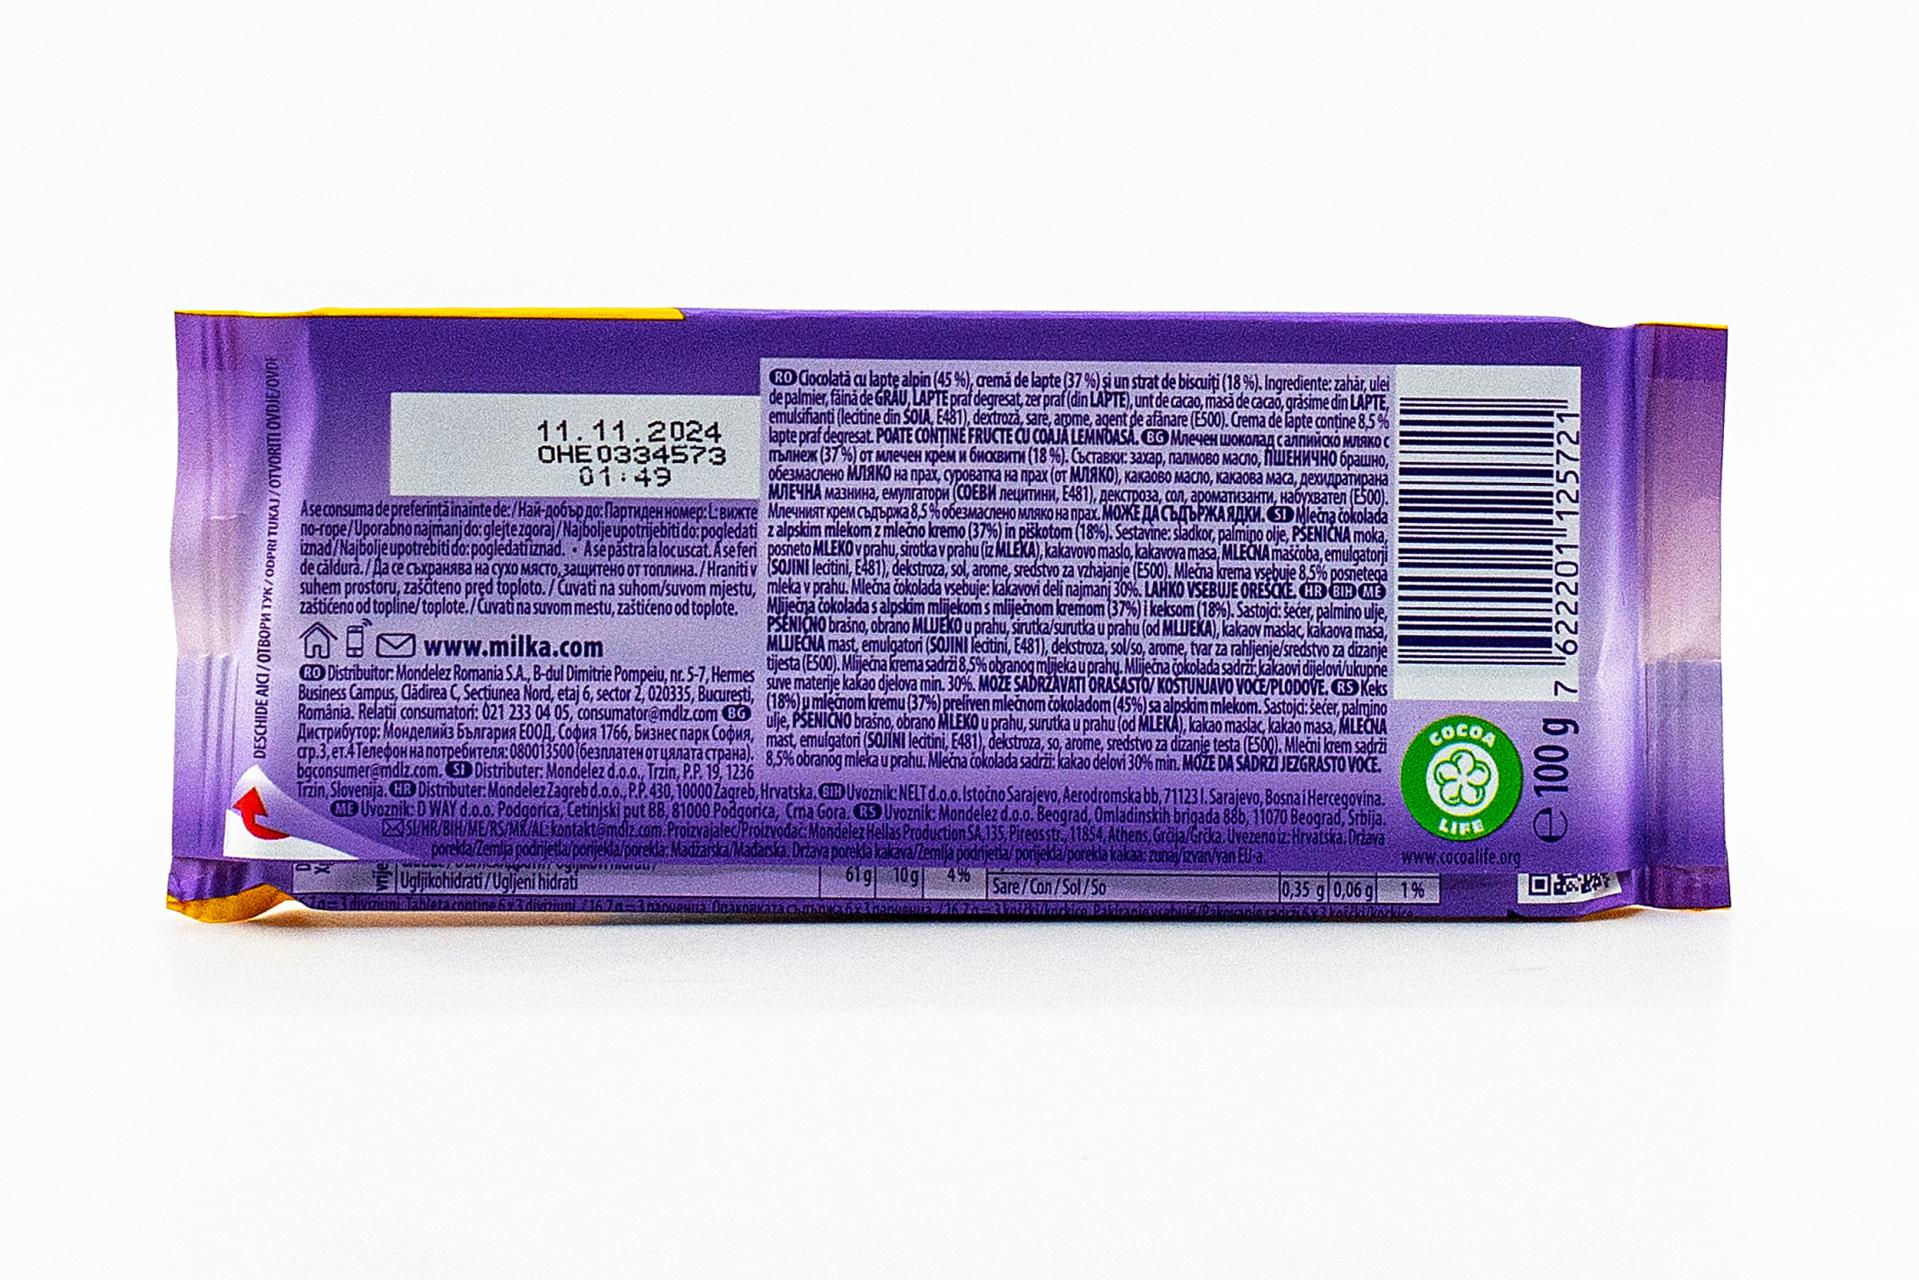 DESCHIDE AICI / ОТВОРИ ТУК / ODPRI TUKAJ / OTVORITI OVDJE/OVDE
11.11.2024
OHE0334573
01:49
A se consuma de preferință înainte de: / Най-добър до: Партиден номер: L: вижте
по-горе / Uporabno najmanj do: glejte zgoraj / Najbolje upotrijebiti do: pogledati
iznad / Najbolje upotrebiti do: pogledati iznad. • A se păstra la loc uscat. A se feri
de căldură. / Да се съхранява на сухо място, защитено от топлина. / Hraniti v
suhem prostoru, zaščiteno pred toploto. / Čuvati na suhom/suvom mjestu,
zaštićeno od topline/ toplote. / Čuvati na suvom mestu, zaštićeno od toplote.
www.milka.com
RO Distribuitor: Mondelez Romania S.A., B-dul Dimitrie Pompeiu, nr. 5-7, Hermes
Business Campus, Clădirea C, Secțiunea Nord, etaj 6, sector 2, 020335, București,
România. Relații consumatori: 021 233 04 05, consumator@mdlz.com BG
Дистрибутор: Монделийз България ЕООД, София 1766, Бизнес парк София,
стр.3, ет.4 Телефон на потребителя: 080013500 (безплатен от цялата страна).
bgconsumer@mdlz.com. SI Distributer: Mondelez d.o.o., Trzin, P.P. 19, 1236
Trzin, Slovenija. HR Distributer: Mondelez Zagreb d.o.o., P.P. 430, 10000 Zagreb, Hrvatska. BIH Uvoznik: NELT d.o.o. Istočno Sarajevo, Aerodromska bb, 71123 I. Sarajevo, Bosna i Hercegovina.
ME Uvoznik: D WAY d.o.o. Podgorica, Cetinjski put BB, 81000 Podgorica, Crna Gora. RS Uvoznik: Mondelez d.o.o. Beograd, Omladinskih brigada 88b, 11070 Beograd, Srbija.
SI/HR/BIH/ME/RS/MK/AL: kontakt@mdlz.com. Proizvajalec/Proizvođač: Mondelez Hellas Production SA, 135, Pireos str., 11854, Athens, Grčija/Grčka. Uvezeno iz: Hrvatska. Država
porekla/Zemlja podrijetla/porijekla/porekla: Madžarska/Mađarska. Država porekla kakava/Zemlja podrijetla/ porijekla/porekla kakaa: zunaj/izvan/van EU-a.
RO Ciocolată cu lapte alpin (45 %), cremă de lapte (37 %) și un strat de biscuiți (18 %). Ingrediente: zahăr, ulei
de palmier, făină de GRÂU, LAPTE praf degresat, zer praf (din LAPTE), unt de cacao, masă de cacao, grăsime din LAPTE,
emulsifianti (lecitine din SOIA, E481), dextroză, sare, arome, agent de afânare (E500). Crema de lapte contine 8,5 %
lapte praf degresat. POATE CONȚINE FRUCTE CU COAJĂ LEMNOASĂ. BG Млечен шоколад с алпийско мляко с
пълнеж (37 %) от млечен крем и бисквити (18 %). Съставки: захар, палмово масло, ПШЕНИЧНО брашно,
обезмаслено МЛЯКО на прах, суроватка на прах (от МЛЯКО), какаово масло, какаова маса, дехидратирана
МЛЕЧНА мазнина, емулгатори (СОЕВИ лецитини, E481), декстроза, сол, ароматизанти, набухвател (E500).
Млечният крем съдържа 8,5 % обезмаслено мляко на прах. МОЖЕ ДА СЪДЪРЖА ЯДКИ. SI Mlečna čokolada
z alpskim mlekom z mlečno kremo (37%) in piškotom (18%). Sestavine: sladkor, palmino olje, PŠENIČNA moka,
posneto MLEKO v prahu, sirotka v prahu (iz MLEKA), kakavovo maslo, kakavova masa, MLEČNA maščoba, emulgatorji
(SOJINI lecitini, E481), dekstroza, sol, arome, sredstvo za vzhajanje (E500). Mlečna krema vsebuje 8,5% posnetega
mleka v prahu. Mlečna čokolada vsebuje: kakavovi deli najmanj 30%. LAHKO VSEBUJE OREŠČKE. HR BIH ME
Mliječna čokolada s alpskim mlijekom s mliječnom kremom (37%) i keksom (18%). Sastojci: šećer, palmino ulje,
PŠENIČNO brašno, obrano MLIJEKO u prahu, sirutka/surutka u prahu (od MLIJEKA), kakaov maslac, kakaova masa,
MLIJEČNA mast, emulgatori (SOJINI lecitini, E481), dekstroza, sol/so, arome, tvar za rahljenje/sredstvo za dizanje
tijesta (E500). Mliječna krema sadrži 8,5% obranog mlijeka u prahu. Mliječna čokolada sadrži: kakaovi dijelovi/ukupne
suve materije kakao djelova min. 30%. MOŽE SADRŽAVATI ORAŠASTO/ KOŠTUNJAVO VOĆE/PLODOVE. RS Keks
(18%) u mlečnom kremu (37%) preliven mlečnom čokoladom (45%) sa alpskim mlekom. Sastojci: šećer, palmino
ulje, PŠENIČNO brašno, obrano MLEKO u prahu, surutka u prahu (od MLEKA), kakao maslac, kakao masa, MLEČNA
mast, emulgatori (SOJINI lecitini, E481), dekstroza, so, arome, sredstvo za dizanje testa (E500). Mlečni krem sadrži
8,5% obranog mleka u prahu. Mlečna čokolada sadrži: kakao delovi 30% min. MOŽE DA SADRŽI JEZGRASTO VOĆE.
7 622201 125721
COCOA
LIFE
www.cocoalife.org
e 100 g
Ugljikohidrati / Ugljeni hidrati 61 g 10 g 4 %
Sare / Сол / Sol / So 0,35 g 0,06 g 1 %